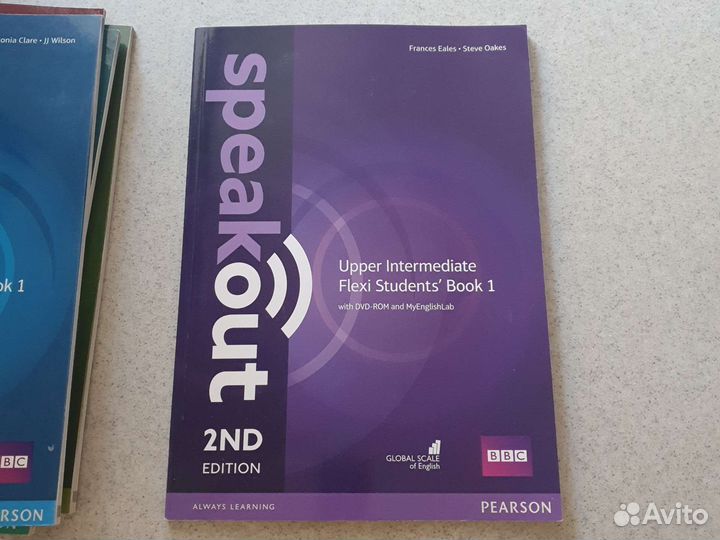 onia Clare • JJ Wilson
ok 1
BBC
RSON
Frances Eales • Steve Oakes
speakout
2ND
EDITION
Upper Intermediate
Flexi Students' Book 1
with DVD-ROM and MyEnglishLab
GLOBAL SCALE
of English
BBC
ALWAYS LEARNING
PEARSON
Avito